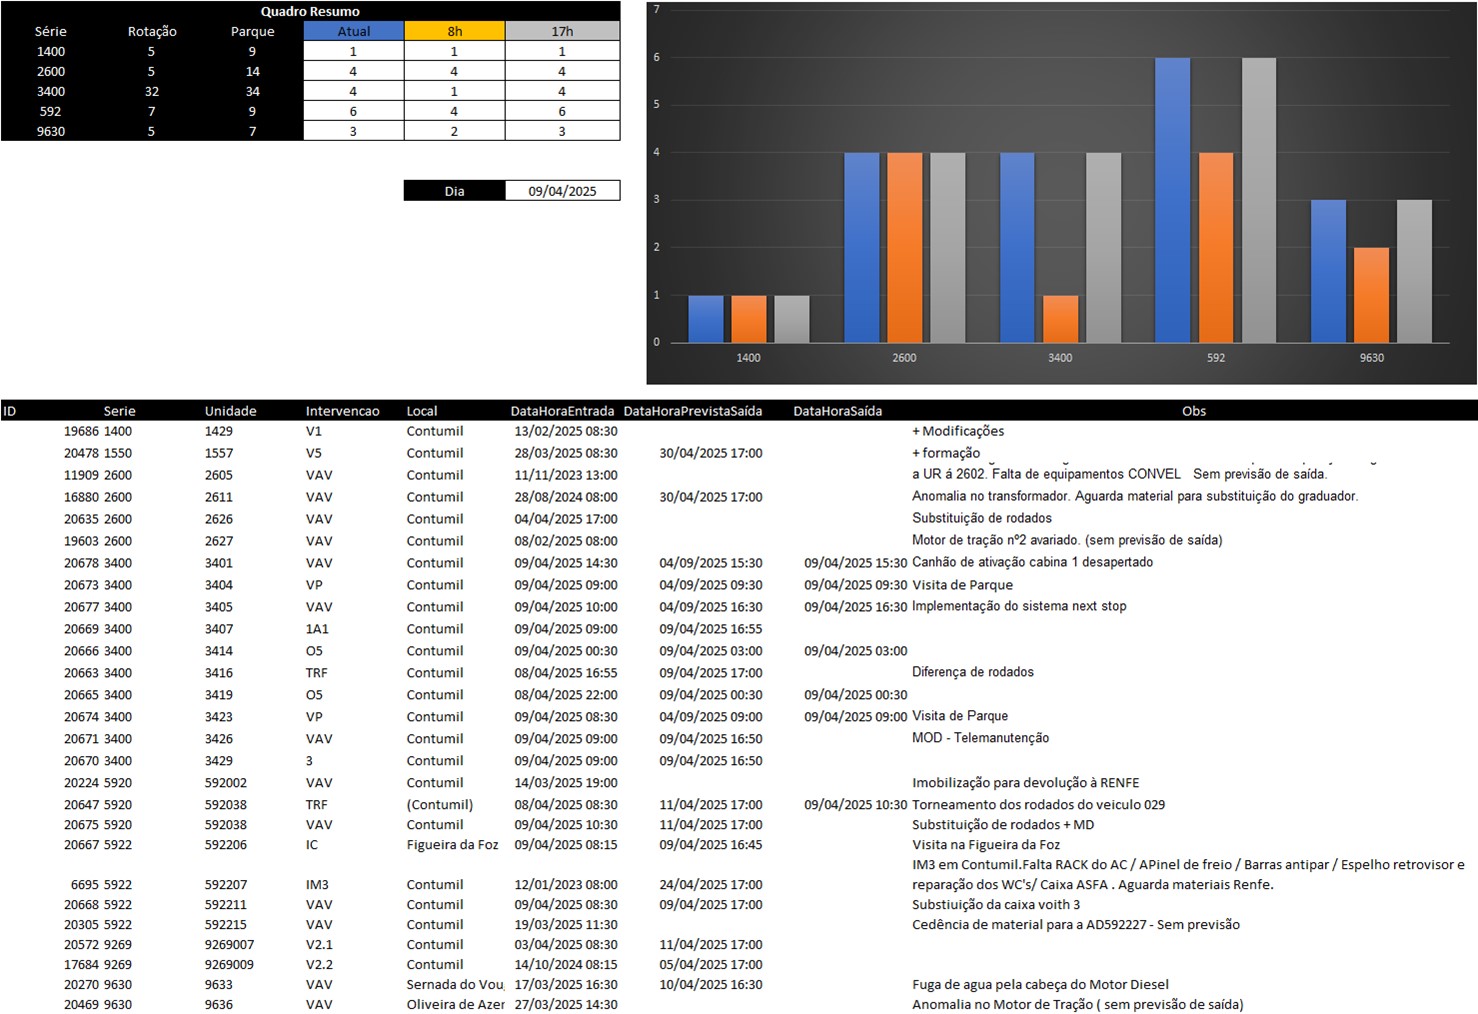 Quadro Resumo
Série Rotação Parque Atual 8h 17h
1400 5 9 1 1 1
2600 5 14 4 4 4
3400 32 34 4 1 4
592 7 9 6 4 6
9630 5 7 3 2 3
Dia 09/04/2025
7
6
5
4
3
2
1
0
1400 2600 3400 592 9630
ID Serie Unidade Intervencao Local DataHoraEntrada DataHoraPrevistaSaída DataHoraSaída Obs
19686 1400 1429 V1 Contumil 13/02/2025 08:30 + Modificações
20478 1550 1557 V5 Contumil 28/03/2025 08:30 30/04/2025 17:00 + formação
11909 2600 2605 VAV Contumil 11/11/2023 13:00 a UR á 2602. Falta de equipamentos CONVEL Sem previsão de saída.
16880 2600 2611 VAV Contumil 28/08/2024 08:00 30/04/2025 17:00 Anomalia no transformador. Aguarda material para substituição do graduador.
20635 2600 2626 VAV Contumil 04/04/2025 17:00 Substituição de rodados
19603 2600 2627 VAV Contumil 08/02/2025 08:00 Motor de tração nº2 avariado. (sem previsão de saída)
20678 3400 3401 VAV Contumil 09/04/2025 14:30 04/09/2025 15:30 09/04/2025 15:30 Canhão de ativação cabina 1 desapertado
20673 3400 3404 VP Contumil 09/04/2025 09:00 04/09/2025 09:30 09/04/2025 09:30 Visita de Parque
20677 3400 3405 VAV Contumil 09/04/2025 10:00 04/09/2025 16:30 09/04/2025 16:30 Implementação do sistema next stop
20669 3400 3407 1A1 Contumil 09/04/2025 09:00 09/04/2025 16:55
20666 3400 3414 O5 Contumil 09/04/2025 00:30 09/04/2025 03:00 09/04/2025 03:00
20663 3400 3416 TRF Contumil 08/04/2025 16:55 09/04/2025 17:00 Diferença de rodados
20665 3400 3419 O5 Contumil 08/04/2025 22:00 09/04/2025 00:30 09/04/2025 00:30
20674 3400 3423 VP Contumil 09/04/2025 08:30 04/09/2025 09:00 09/04/2025 09:00 Visita de Parque
20671 3400 3426 VAV Contumil 09/04/2025 09:00 09/04/2025 16:50 MOD - Telemanutenção
20670 3400 3429 3 Contumil 09/04/2025 09:00 09/04/2025 16:50
20224 5920 592002 VAV Contumil 14/03/2025 19:00 Imobilização para devolução à RENFE
20647 5920 592038 TRF (Contumil) 08/04/2025 08:30 11/04/2025 17:00 09/04/2025 10:30 Torneamento dos rodados do veiculo 029
20675 5920 592038 VAV Contumil 09/04/2025 10:30 11/04/2025 17:00 Substituição de rodados + MD
20667 5922 592206 IC Figueira da Foz 09/04/2025 08:15 09/04/2025 16:45 Visita na Figueira da Foz
IM3 em Contumil.Falta RACK do AC / APinel de freio / Barras antipar / Espelho retrovisor e
6695 5922 592207 IM3 Contumil 12/01/2023 08:00 24/04/2025 17:00 reparação dos WC's/ Caixa ASFA . Aguarda materiais Renfe.
20668 5922 592211 VAV Contumil 09/04/2025 08:30 09/04/2025 17:00 Substiuição da caixa voith 3
20305 5922 592215 VAV Contumil 19/03/2025 11:30 Cedência de material para a AD592227 - Sem previsão
20572 9269 9269007 V2.1 Contumil 03/04/2025 08:30 11/04/2025 17:00
17684 9269 9269009 V2.2 Contumil 14/10/2024 08:15 05/04/2025 17:00
20270 9630 9633 VAV Sernada do Vou 17/03/2025 16:30 10/04/2025 16:30 Fuga de agua pela cabeça do Motor Diesel
20469 9630 9636 VAV Oliveira de Azer 27/03/2025 14:30 Anomalia no Motor de Tração ( sem previsão de saída)